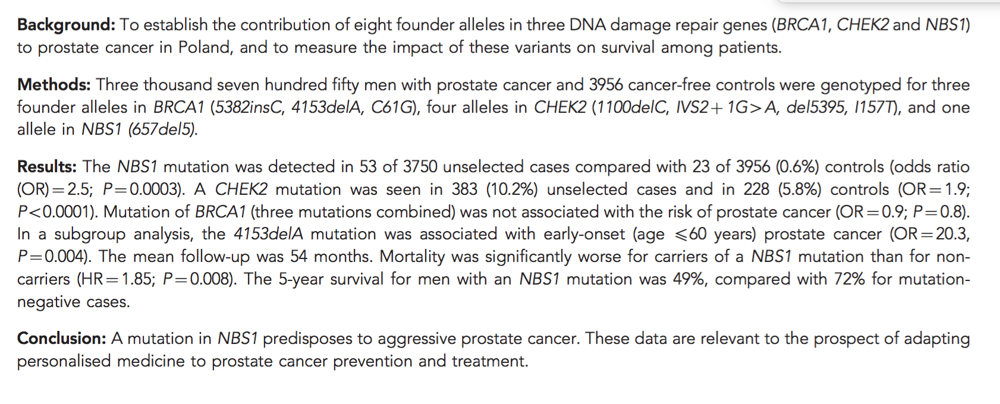 Background: To establish the contribution of eight founder alleles in three DNA damage repair genes (BRCA1, CHEK2 and NBS1)
to prostate cancer in Poland, and to measure the impact of these variants on survival among patients.
Methods: Three thousand seven hundred fifty men with prostate cancer and 3956 cancer-free controls were genotyped for three
founder alleles in BRCA1 (5382insC, 4153delA, C61G), four alleles in CHEK2 (1100delC, IVS2+1G>A, del5395, I157T), and one
allele in NBS1 (657del5).
Results: The NBS1 mutation was detected in 53 of 3750 unselected cases compared with 23 of 3956 (0.6%) controls (odds ratio
(OR)=2.5; P=0.0003). A CHEK2 mutation was seen in 383 (10.2%) unselected cases and in 228 (5.8%) controls (OR=1.9;
P<0.0001). Mutation of BRCA1 (three mutations combined) was not associated with the risk of prostate cancer (OR=0.9; P=0.8).
In a subgroup analysis, the 4153delA mutation was associated with early-onset (age ⩽60 years) prostate cancer (OR=20.3,
P=0.004). The mean follow-up was 54 months. Mortality was significantly worse for carriers of a NBS1 mutation than for non-
carriers (HR=1.85; P=0.008). The 5-year survival for men with an NBS1 mutation was 49%, compared with 72% for mutation-
negative cases.
Conclusion: A mutation in NBS1 predisposes to aggressive prostate cancer. These data are relevant to the prospect of adapting
personalised medicine to prostate cancer prevention and treatment.